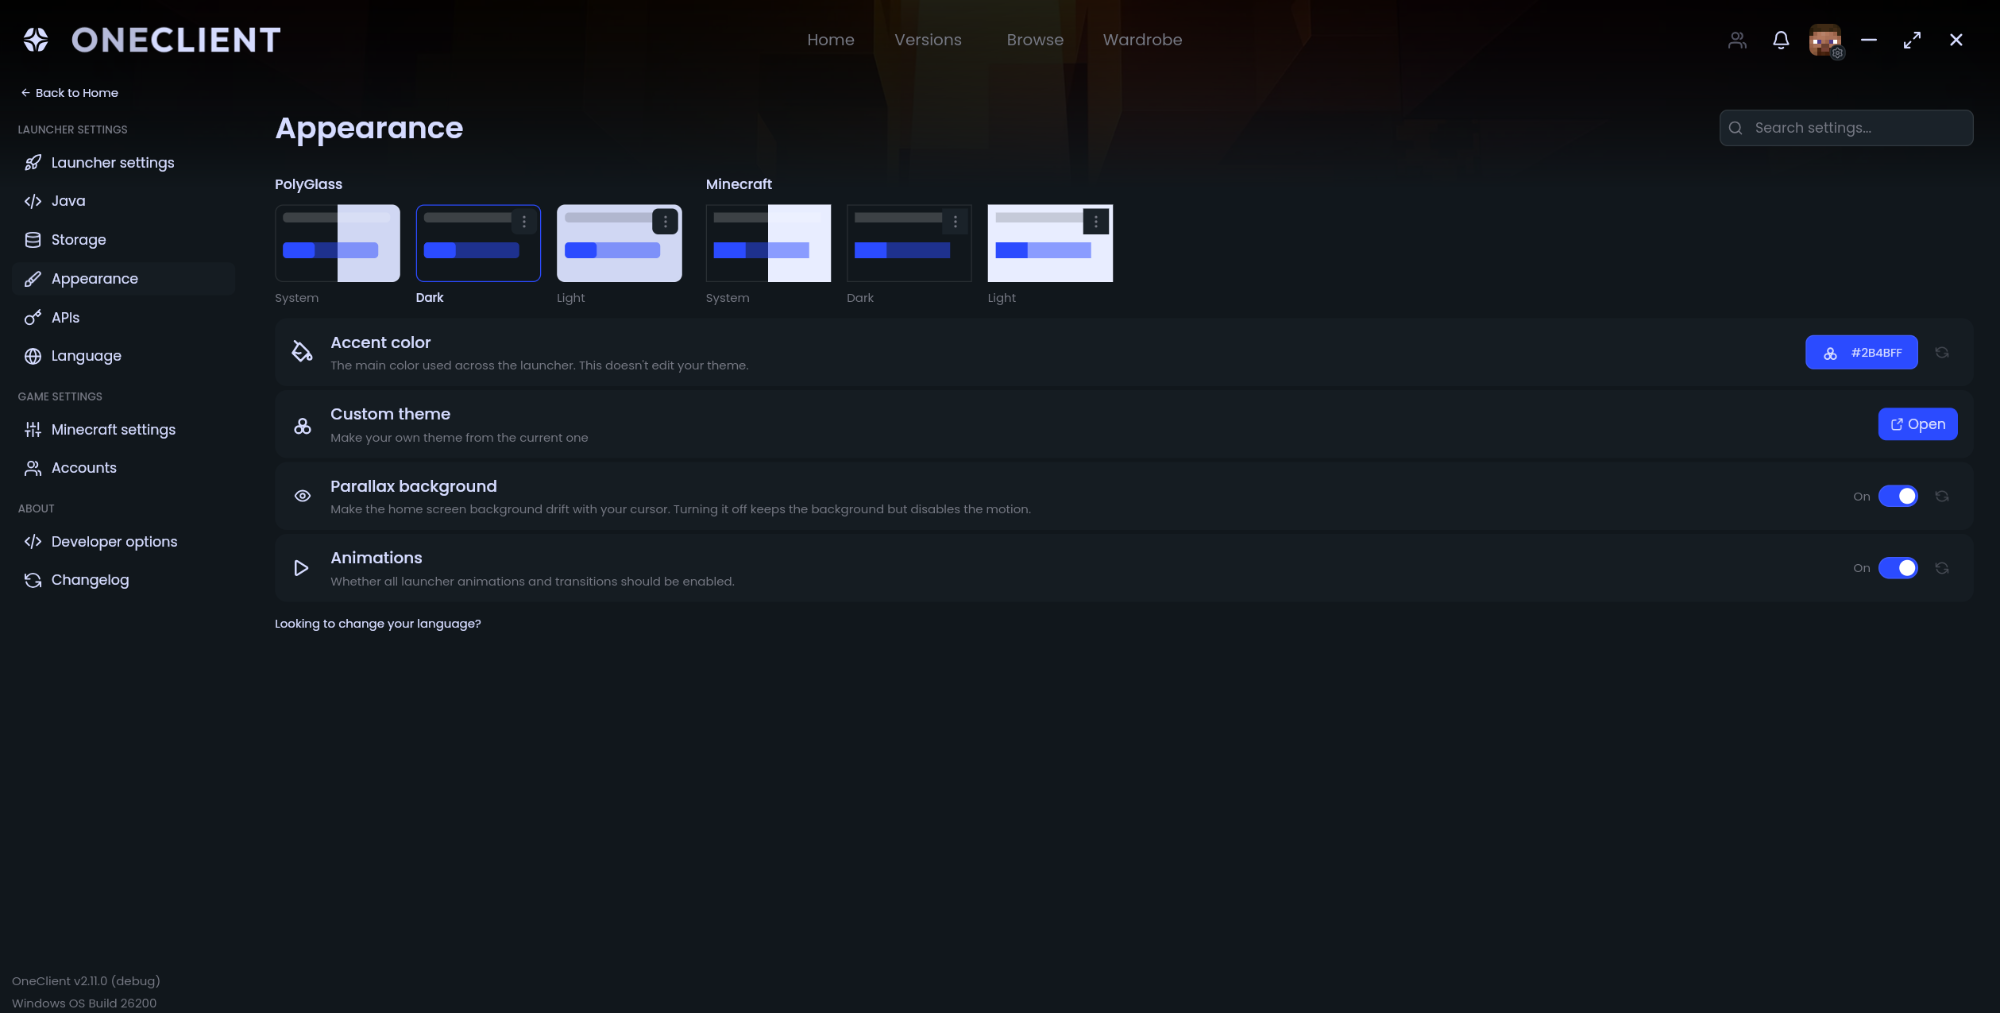 ONECLIENT
Home
Versions
Browse
Wardrobe
← Back to Home
LAUNCHER SETTINGS
Launcher settings
Java
Storage
Appearance
APIs
Language
GAME SETTINGS
Minecraft settings
Accounts
ABOUT
Developer options
Changelog
OneClient v2.11.0 (debug)
Windows OS Build 26200
Appearance
Search settings...
PolyGlass
System
Dark
Light
Minecraft
System
Dark
Light
Accent color
The main color used across the launcher. This doesn't edit your theme.
#2B4BFF
Custom theme
Make your own theme from the current one
Open
Parallax background
Make the home screen background drift with your cursor. Turning it off keeps the background but disables the motion.
On
Animations
Whether all launcher animations and transitions should be enabled.
On
Looking to change your language?